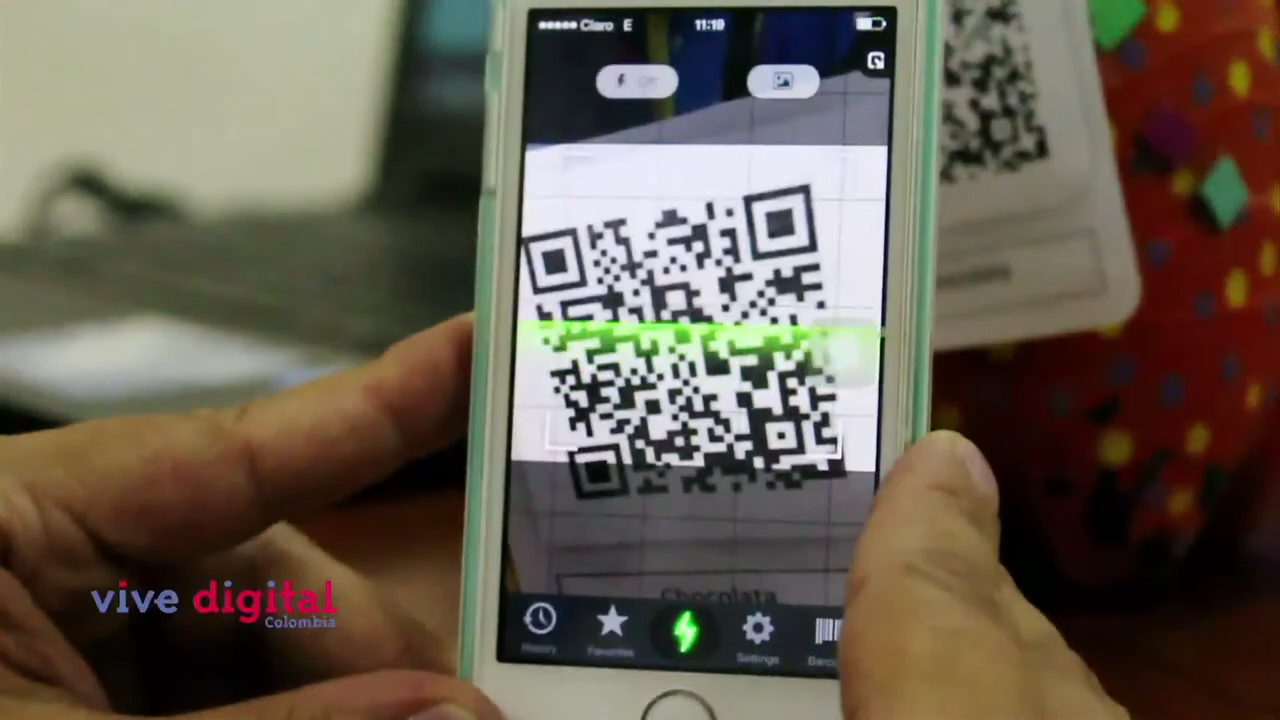 Claro E 11:19
Chocolata
History Favorites Settings
vive digital
Colombia